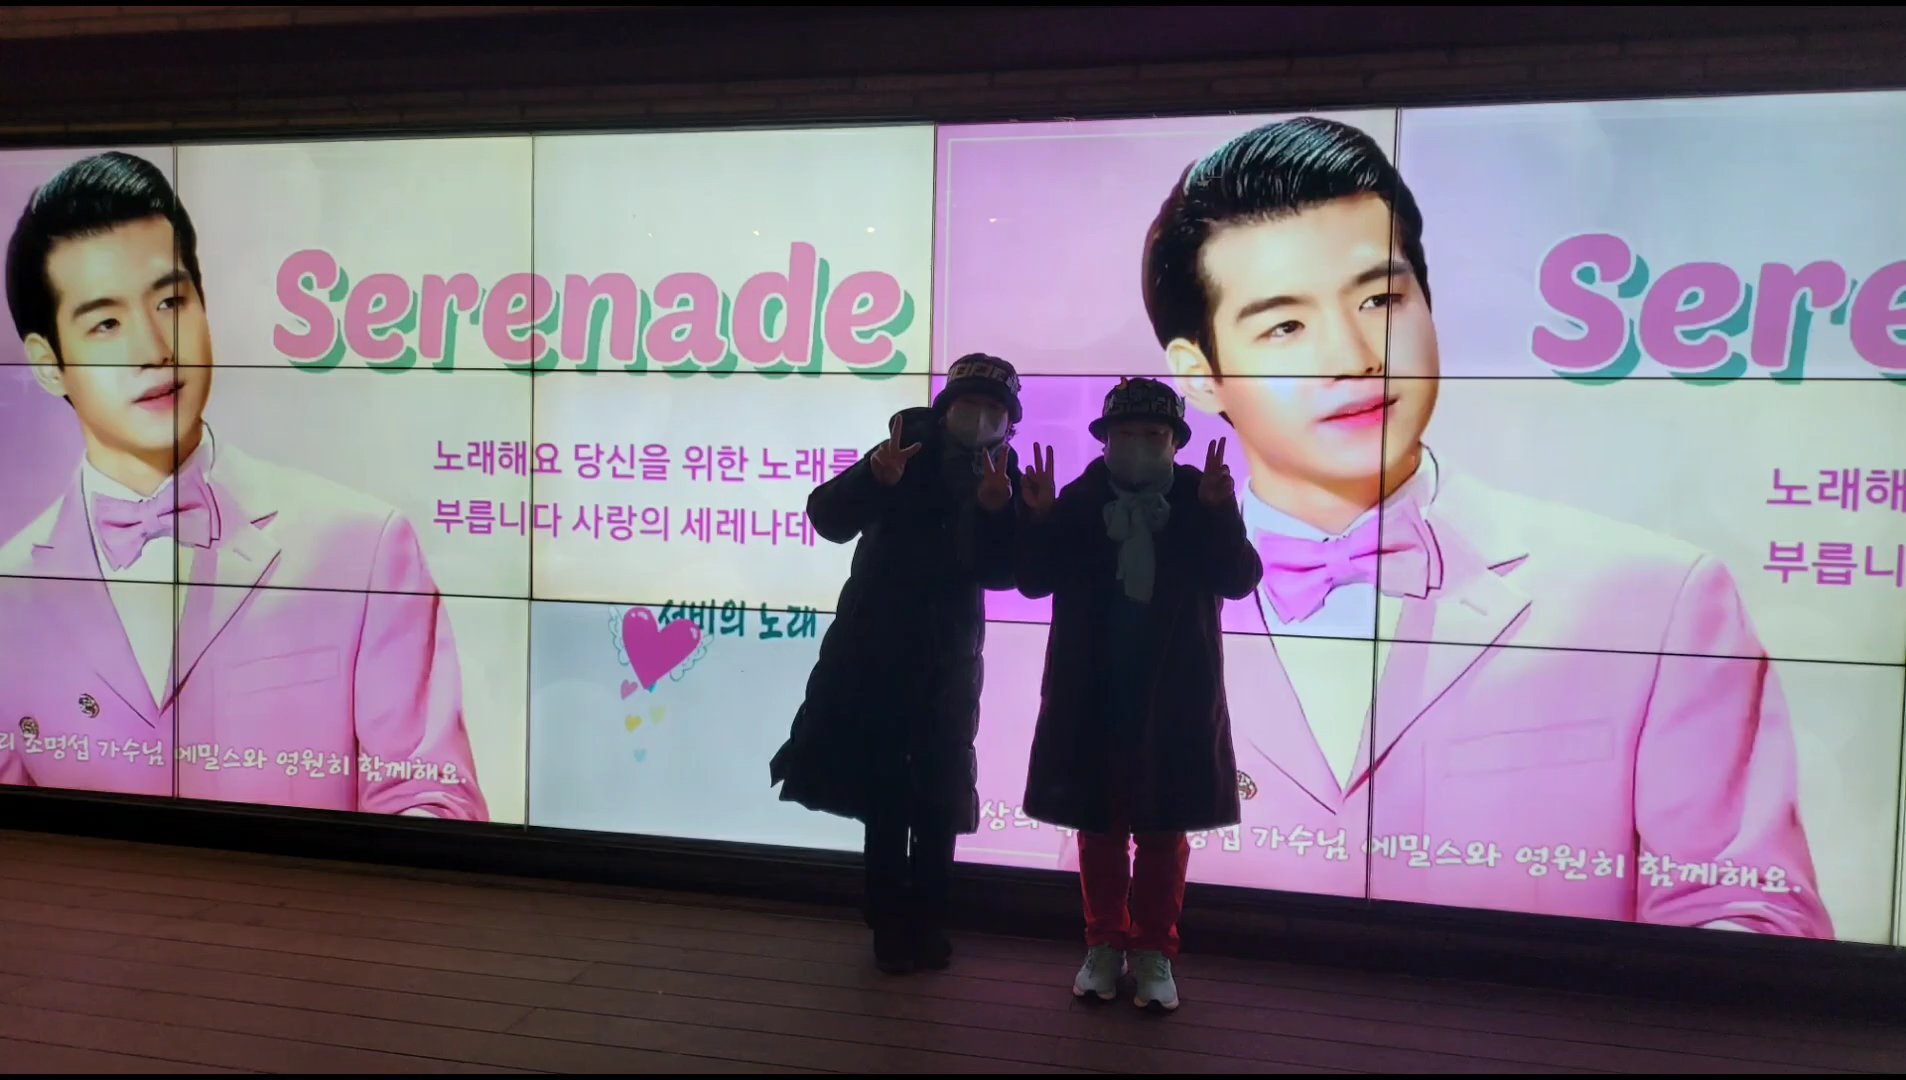 Serenade
노래해요 당신을 위한 노래를
부릅니다 사랑의 세레나데
선비의 노래
조명섭 가수님 에밀스와 영원히 함께해요.
Sere
노래해
부릅니
가수님 에밀스와 영원히 함께해요.